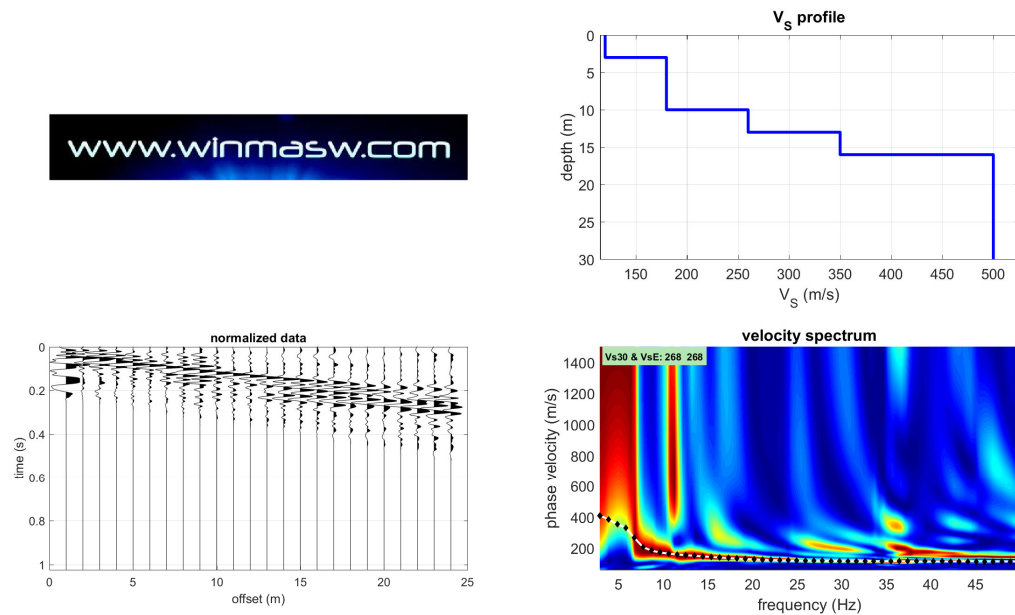 www.winmasw.com
V_S profile
depth (m)
0
5
10
15
20
25
30
150 200 250 300 350 400 450 500
V_S (m/s)
normalized data
time (s)
0
0.2
0.4
0.6
0.8
1
0 5 10 15 20 25
offset (m)
velocity spectrum
Vs30 & VsE: 268 268
phase velocity (m/s)
1400
1200
1000
800
600
400
200
5 10 15 20 25 30 35 40 45
frequency (Hz)